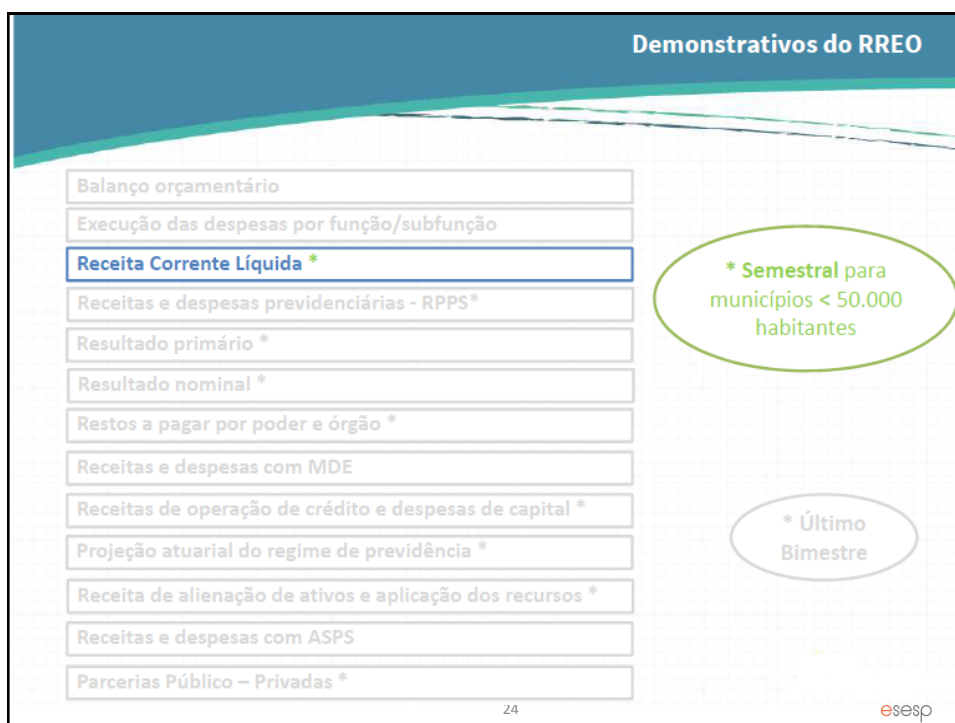 Demonstrativos do RREO
Balanço orçamentário
Execução das despesas por função/subfunção
Receita Corrente Líquida *
Receitas e despesas previdenciárias - RPPS*
Resultado primário *
Resultado nominal *
Restos a pagar por poder e órgão *
Receitas e despesas com MDE
Receitas de operação de crédito e despesas de capital *
Projeção atuarial do regime de previdência *
Receita de alienação de ativos e aplicação dos recursos *
Receitas e despesas com ASPS
Parcerias Público – Privadas *
* Semestral para
municípios < 50.000
habitantes
* Último
Bimestre
24
esesp